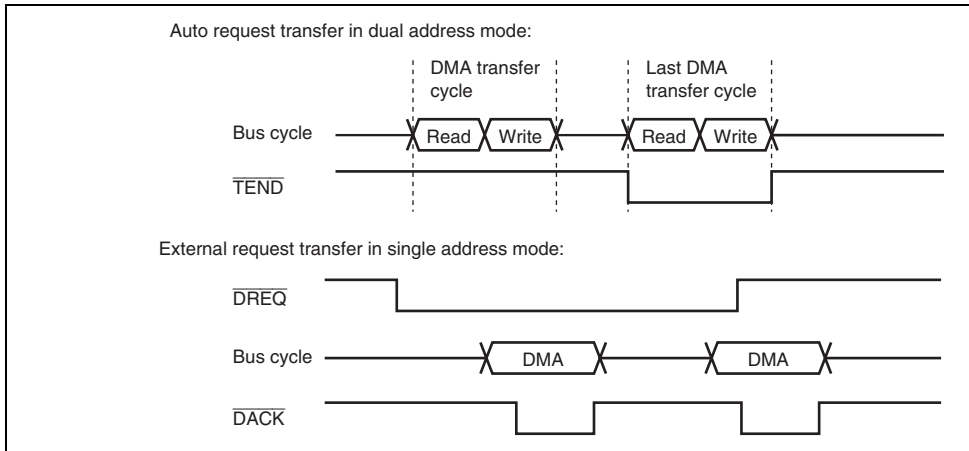 Auto request transfer in dual address mode:
DMA transfer
cycle
Last DMA
transfer cycle
Bus cycle
Read
Write
Read
Write
TEND
External request transfer in single address mode:
DREQ
Bus cycle
DMA
DMA
DACK